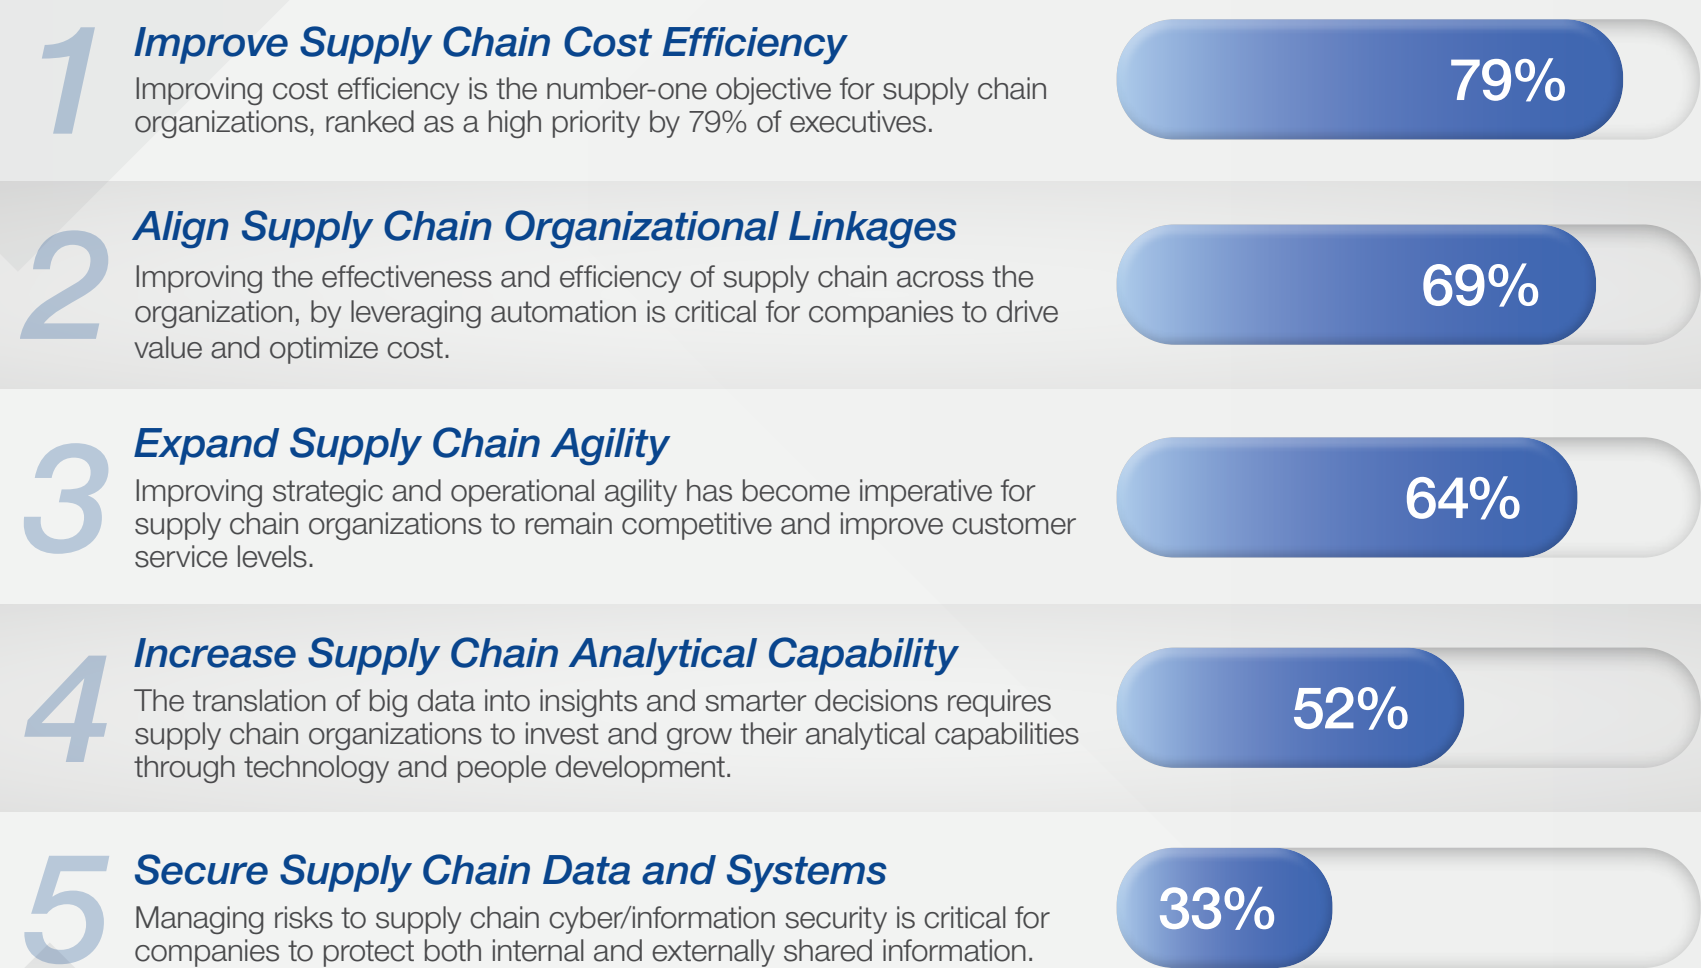 1
Improve Supply Chain Cost Efficiency
Improving cost efficiency is the number-one objective for supply chain
organizations, ranked as a high priority by 79% of executives.
79%
2
Align Supply Chain Organizational Linkages
Improving the effectiveness and efficiency of supply chain across the
organization, by leveraging automation is critical for companies to drive
value and optimize cost.
69%
3
Expand Supply Chain Agility
Improving strategic and operational agility has become imperative for
supply chain organizations to remain competitive and improve customer
service levels.
64%
4
Increase Supply Chain Analytical Capability
The translation of big data into insights and smarter decisions requires
supply chain organizations to invest and grow their analytical capabilities
through technology and people development.
52%
5
Secure Supply Chain Data and Systems
Managing risks to supply chain cyber/information security is critical for
companies to protect both internal and externally shared information.
33%